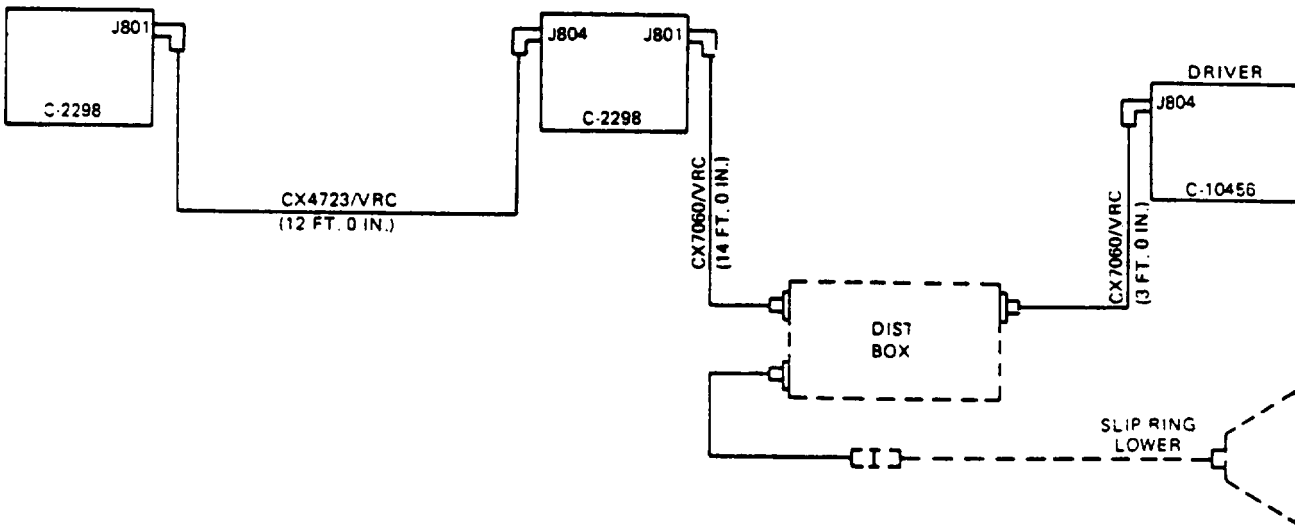 J801
C-2298
J804
J801
C-2298
DRIVER
J804
C-10456
CX4723/VRC
(12 FT. 0 IN.)
CX7060/VRC
(14 FT. 0 IN.)
CX7060/VRC
(3 FT. 0 IN.)
DIST
BOX
SLIP RING
LOWER